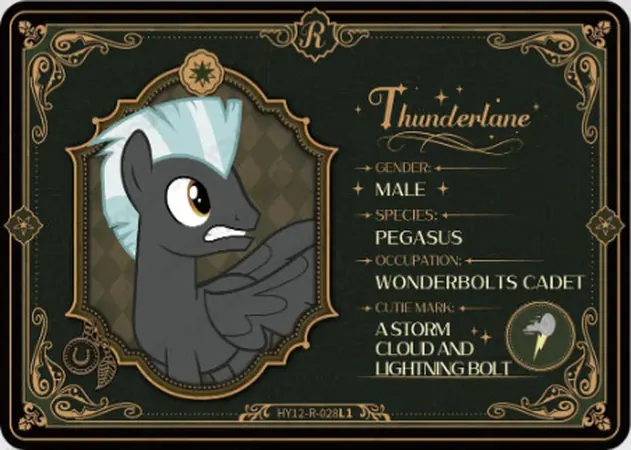 R
Thunderlane
GENDER:
MALE
SPECIES:
PEGASUS
OCCUPATION:
WONDERBOLTS CADET
CUTIE MARK:
A STORM
CLOUD AND
LIGHTNING BOLT
HY12-R-028L1